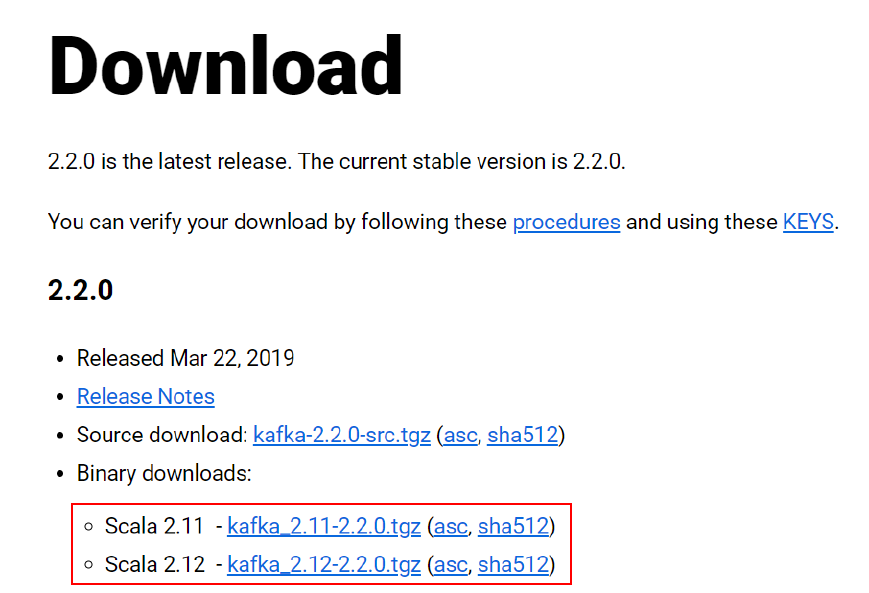 Download
2.2.0 is the latest release. The current stable version is 2.2.0.
You can verify your download by following these procedures and using these KEYS.
2.2.0
• Released Mar 22, 2019
• Release Notes
• Source download: kafka-2.2.0-src.tgz (asc, sha512)
• Binary downloads:
◦ Scala 2.11 - kafka_2.11-2.2.0.tgz (asc, sha512)
◦ Scala 2.12 - kafka_2.12-2.2.0.tgz (asc, sha512)